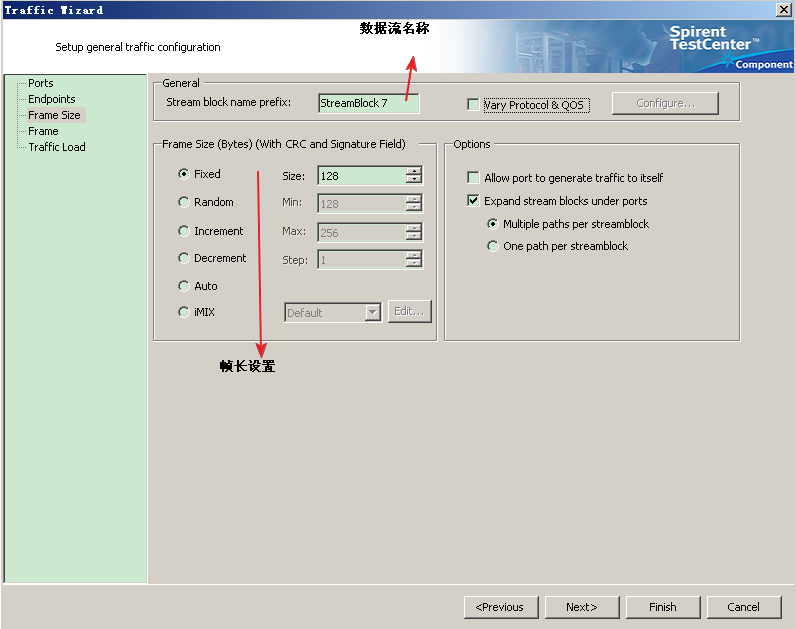 Traffic Wizard
数据流名称
Setup general traffic configuration
Spirent
TestCenter™
Component
Ports
Endpoints
Frame Size
Frame
Traffic Load
General
Stream block name prefix:
StreamBlock 7
Vary Protocol & QOS
Configure...
Frame Size (Bytes) (With CRC and Signature Field)
Fixed
Size:
128
Random
Min:
128
Increment
Max:
256
Decrement
Step:
1
Auto
iMIX
Default
Edit...
帧长设置
Options
Allow port to generate traffic to itself
Expand stream blocks under ports
Multiple paths per streamblock
One path per streamblock
<Previous
Next>
Finish
Cancel